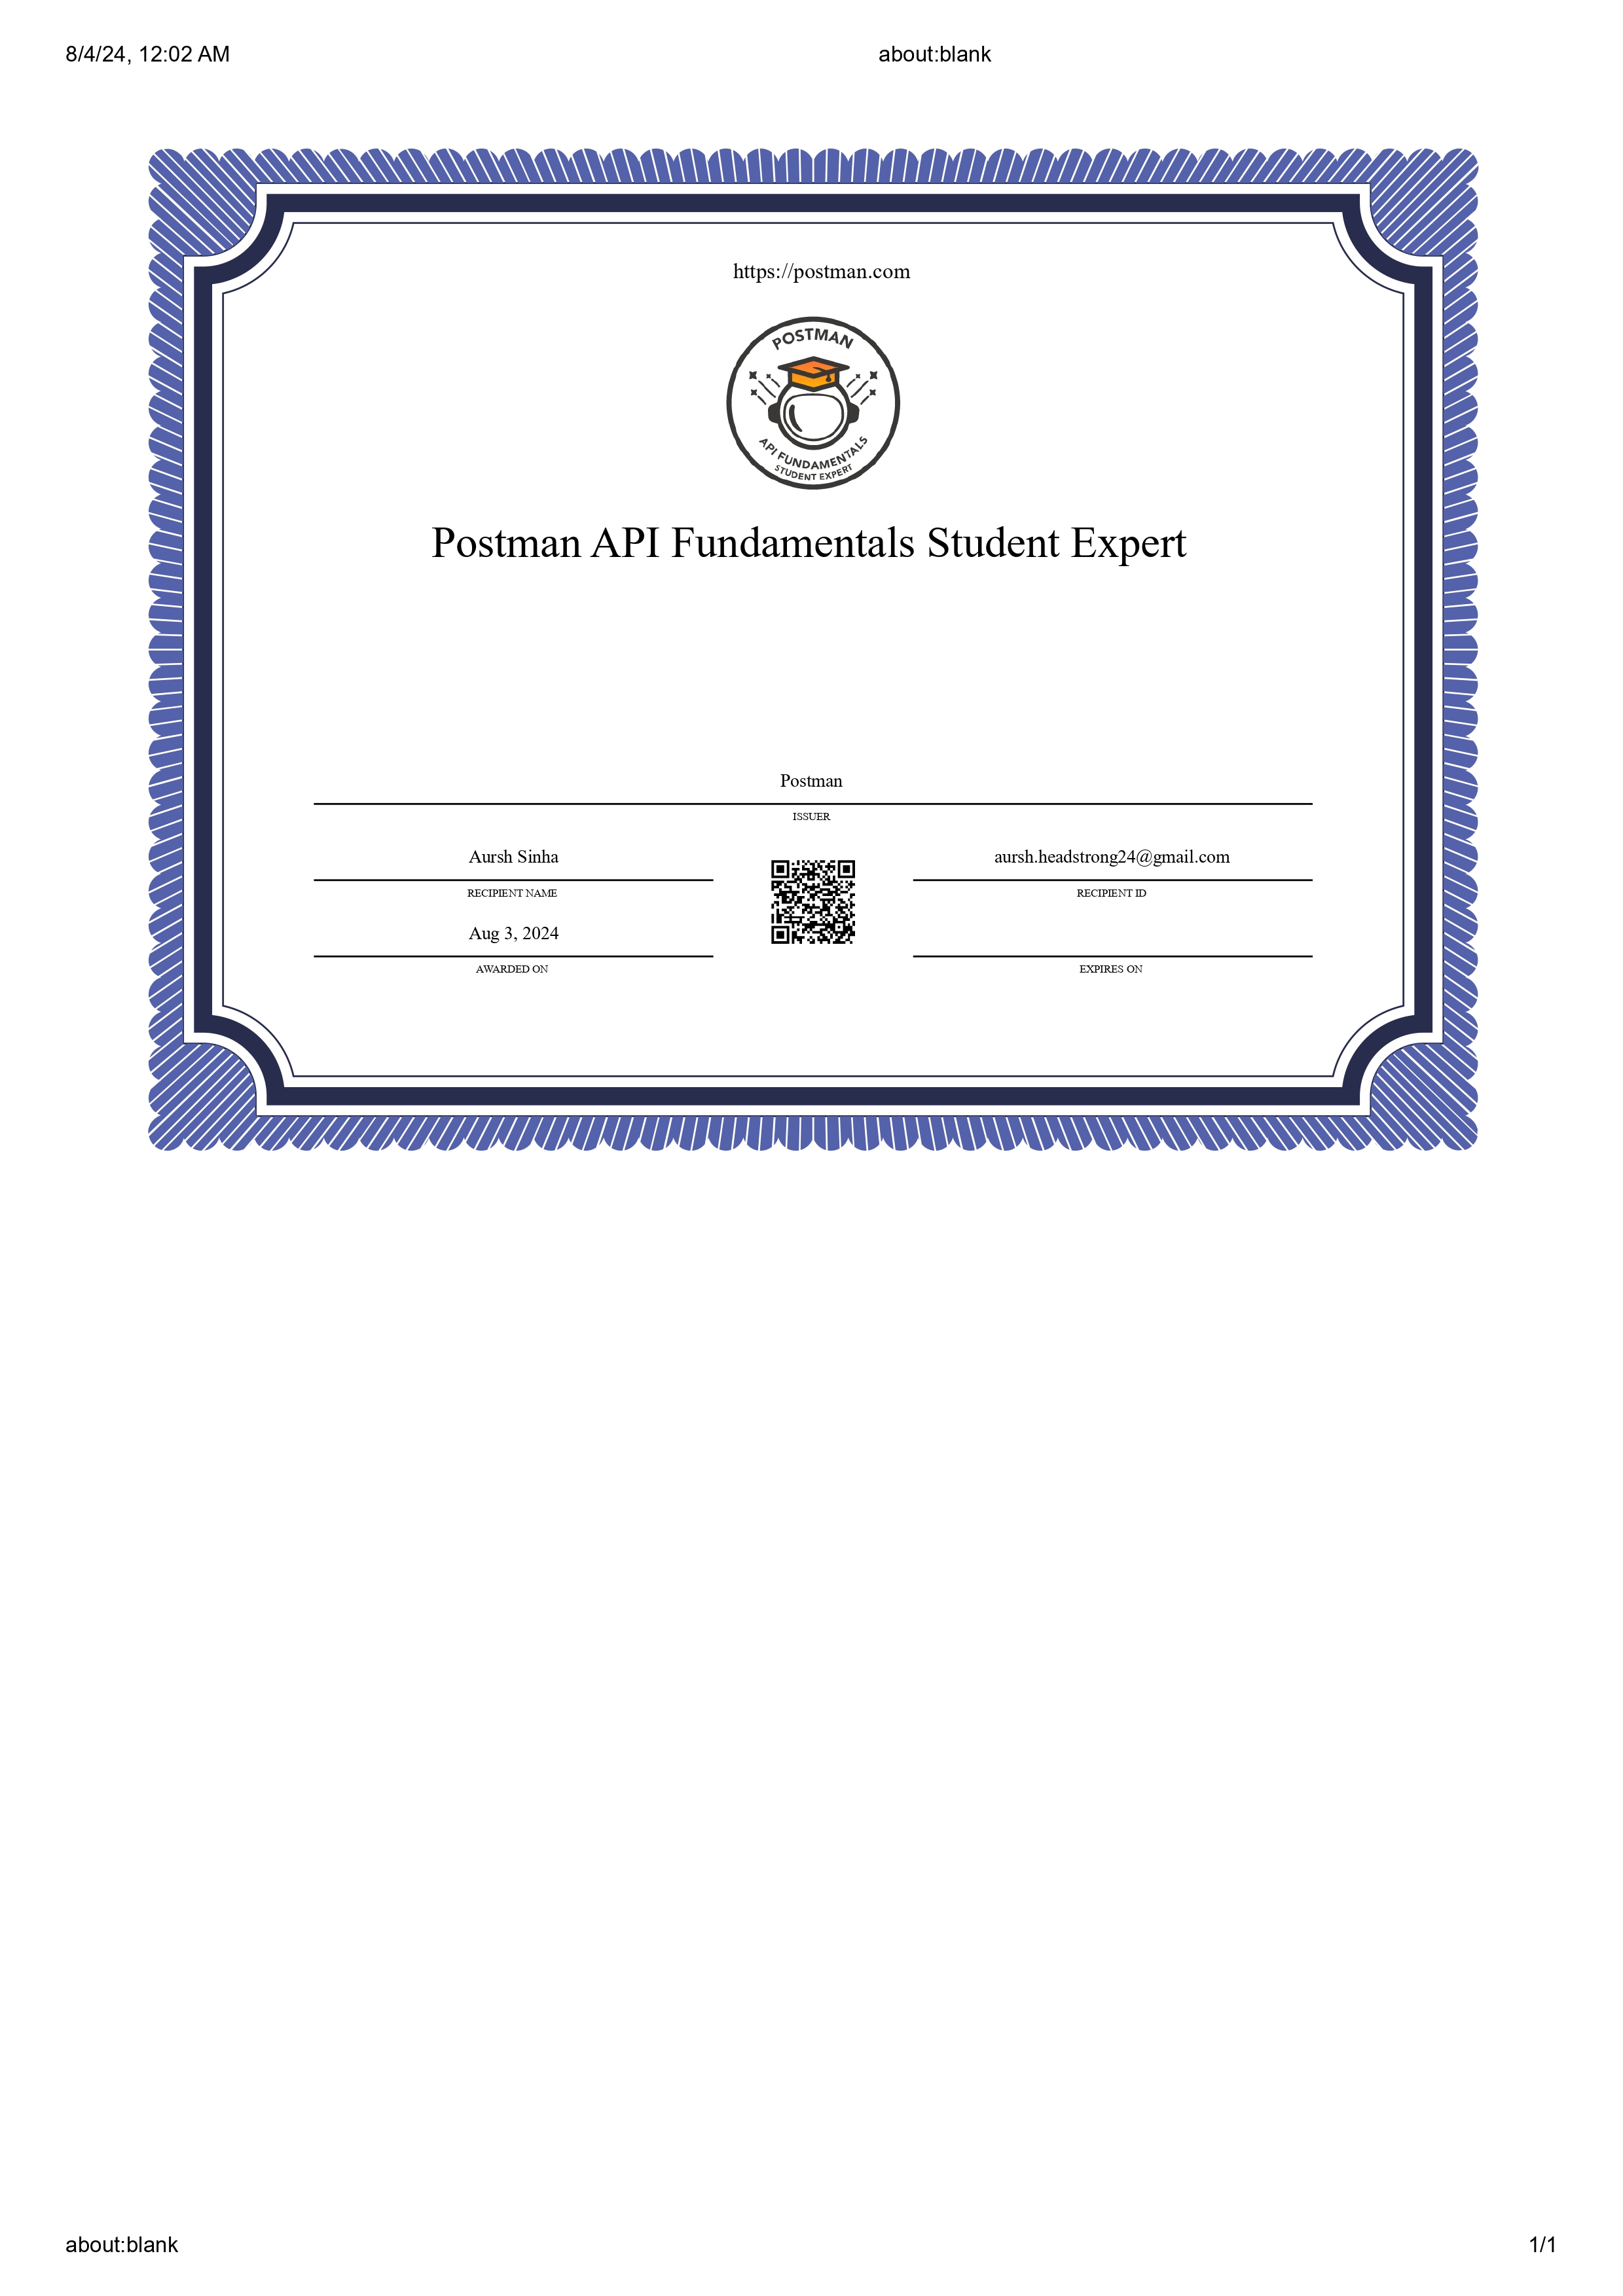 8/4/24, 12:02 AM about:blank
https://postman.com
POSTMAN
API FUNDAMENTALS
STUDENT EXPERT
Postman API Fundamentals Student Expert
Postman
ISSUER
Aursh Sinha aursh.headstrong24@gmail.com
RECIPIENT NAME RECIPIENT ID
Aug 3, 2024
AWARDED ON EXPIRES ON
about:blank 1/1